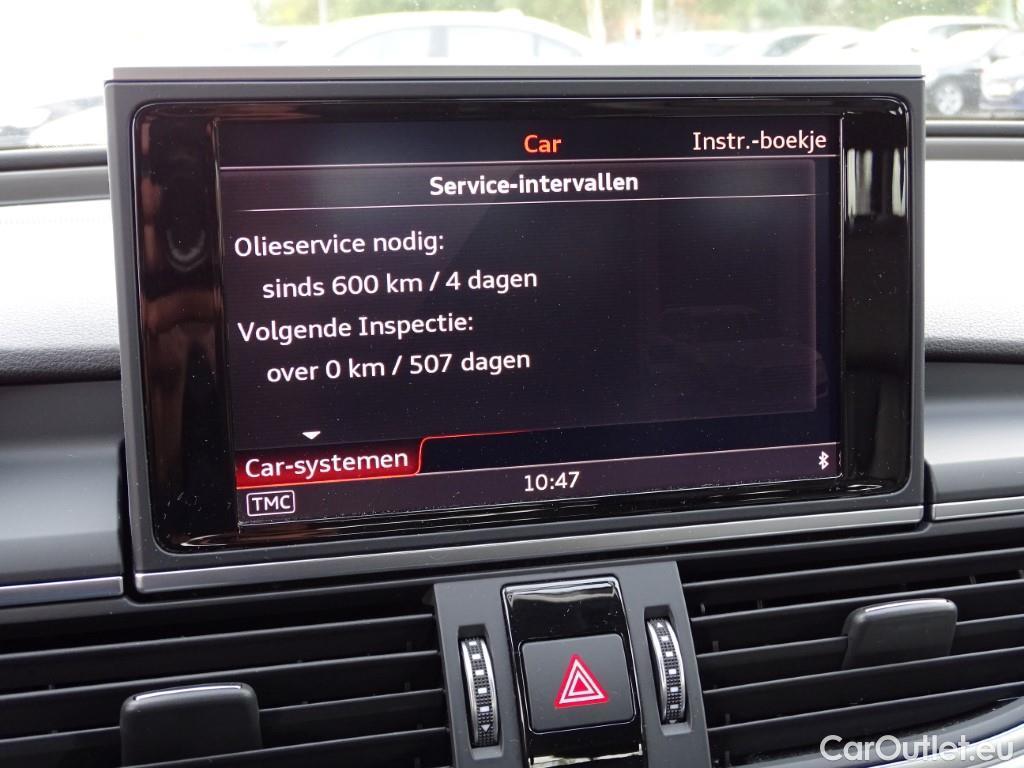 Car
Instr.-boekje
Service-intervallen
Olieservice nodig:
sinds 600 km / 4 dagen
Volgende Inspectie:
over 0 km / 507 dagen
Car-systemen
TMC
10:47
CarOutlet.eu